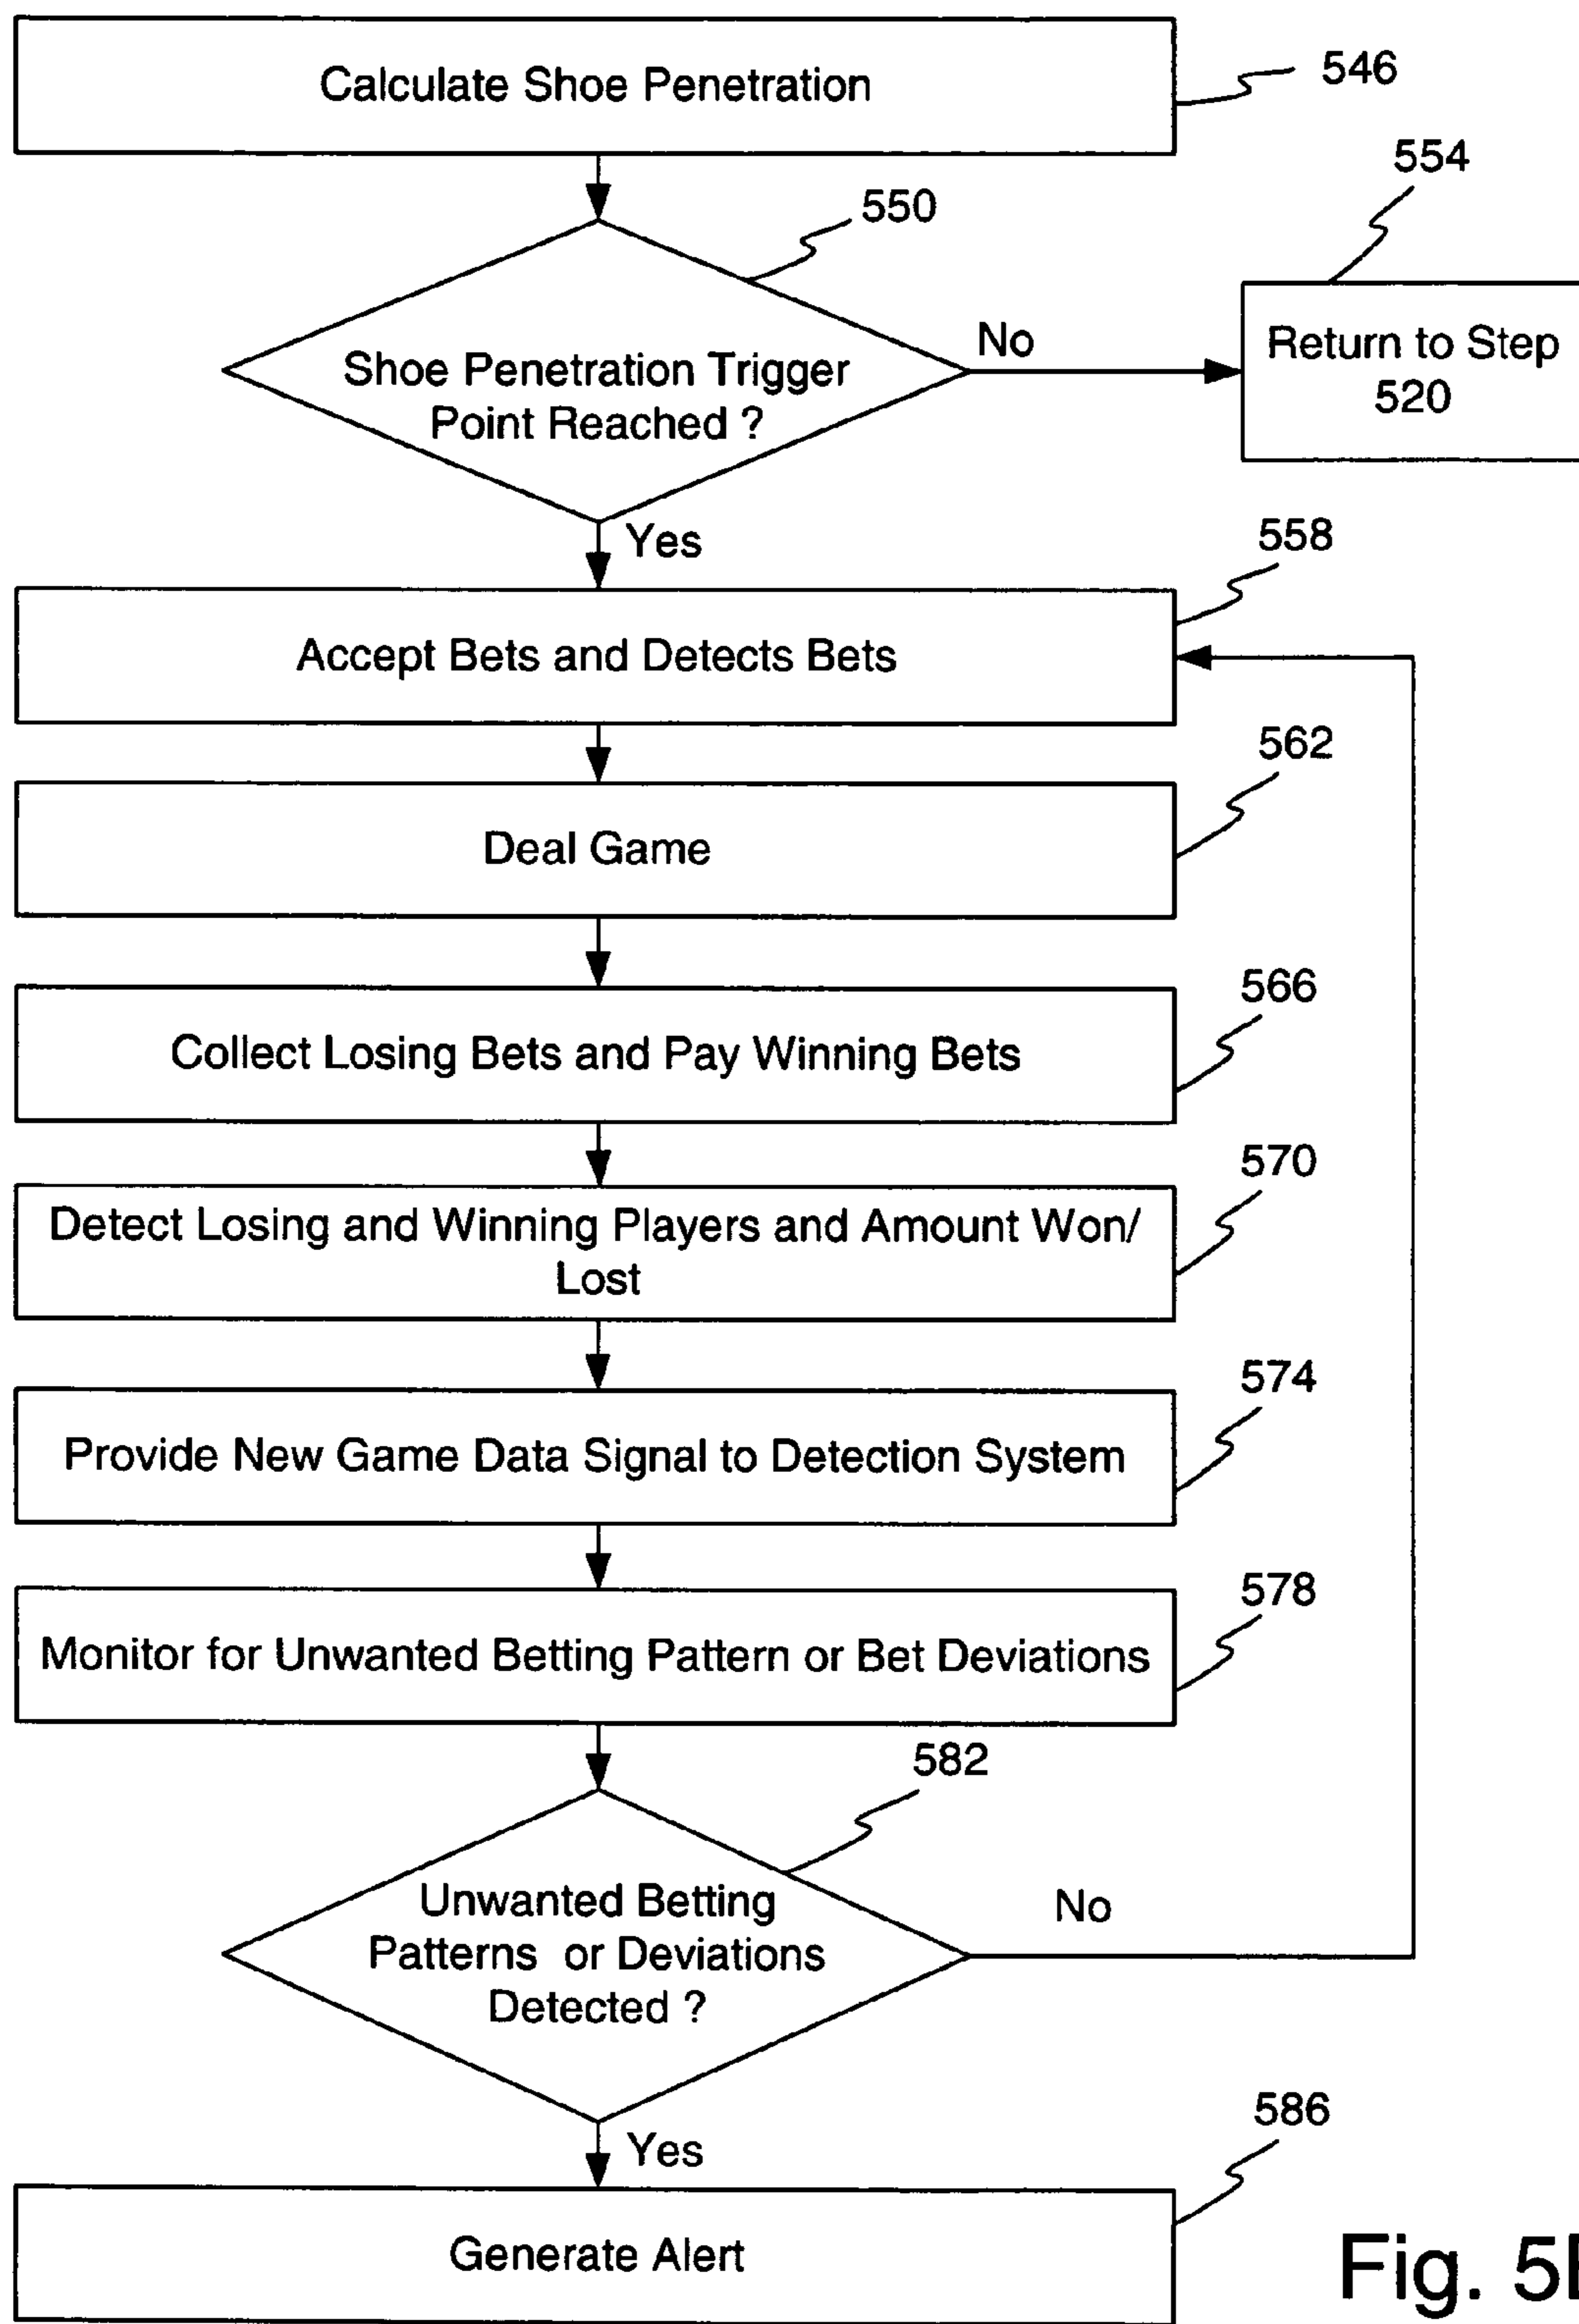 Calculate Shoe Penetration
546
554
550
No
Return to Step
520
Shoe Penetration Trigger
Point Reached ?
Yes
558
Accept Bets and Detects Bets
562
Deal Game
566
Collect Losing Bets and Pay Winning Bets
570
Detect Losing and Winning Players and Amount Won/
Lost
574
Provide New Game Data Signal to Detection System
578
Monitor for Unwanted Betting Pattern or Bet Deviations
582
Unwanted Betting
Patterns or Deviations
Detected ?
No
Yes
586
Generate Alert
Fig.